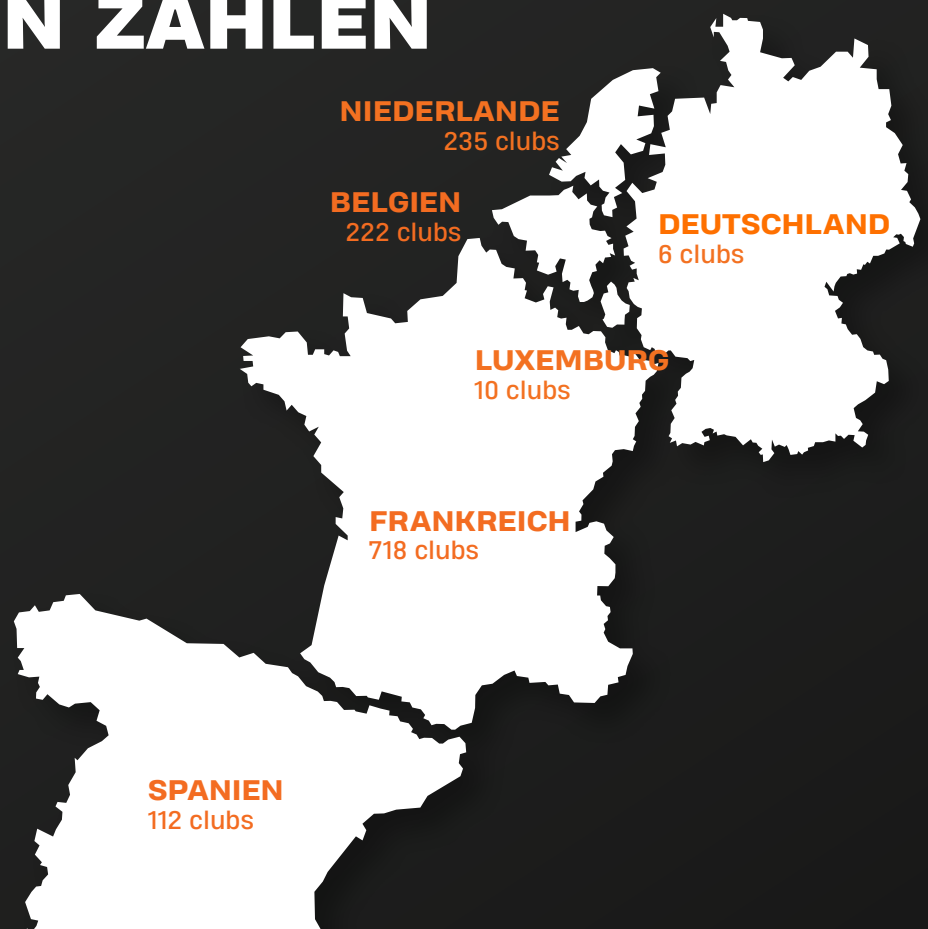 N ZAHLEN
NIEDERLANDE
235 clubs
BELGIEN
222 clubs
DEUTSCHLAND
6 clubs
LUXEMBURG
10 clubs
FRANKREICH
718 clubs
SPANIEN
112 clubs